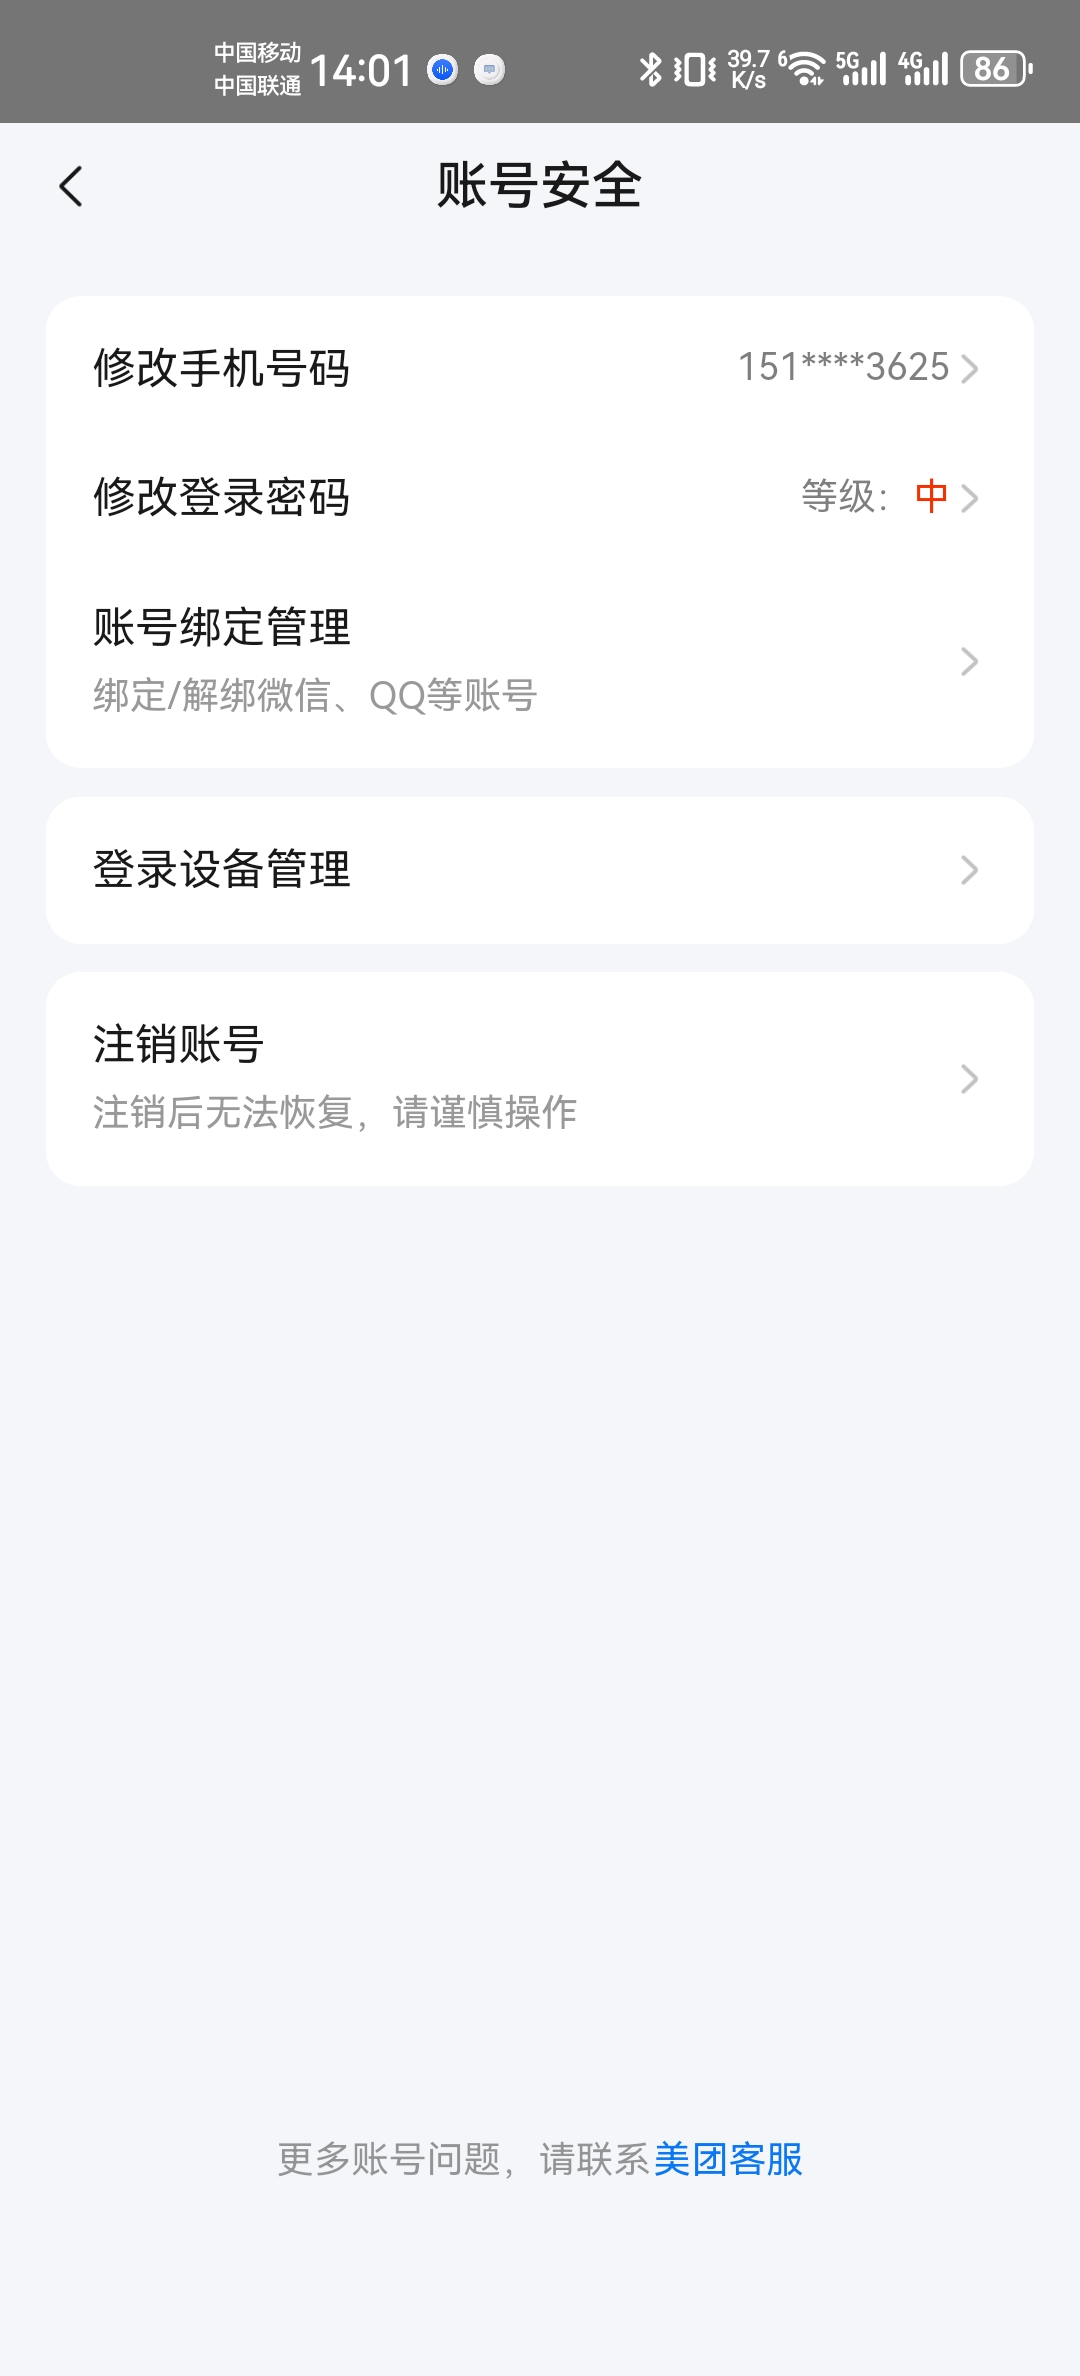 中国移动
中国联通
14:01
39.7
K/s
6
5G
4G
86
账号安全
修改手机号码
151****3625
修改登录密码
等级：中
账号绑定管理
绑定/解绑微信、QQ等账号
登录设备管理
注销账号
注销后无法恢复，请谨慎操作
更多账号问题，请联系美团客服